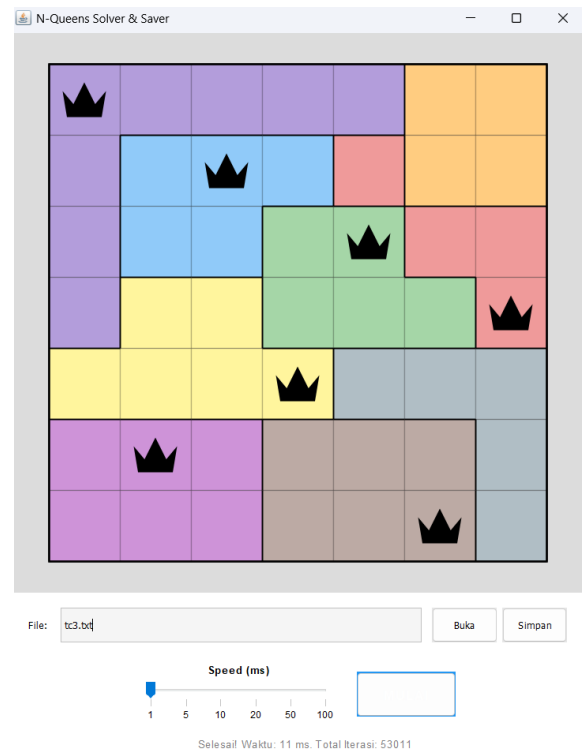 N-Queens Solver & Saver
File:
tc3.txt
Buka
Simpan
Speed (ms)
1 5 10 20 50 100
Selesai! Waktu: 11 ms. Total Iterasi: 53011